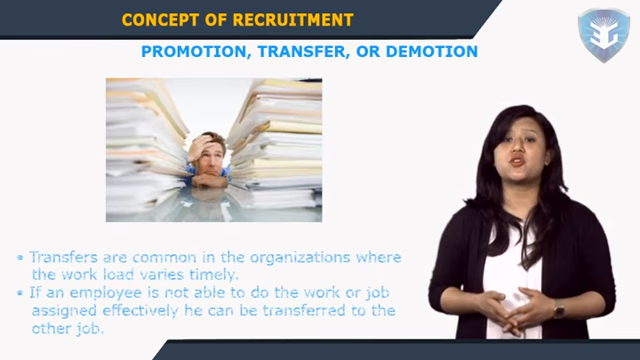 CONCEPT OF RECRUITMENT
PROMOTION, TRANSFER, OR DEMOTION
• Transfers are common in the organizations where
the work load varies timely.
• If an employee is not able to do the work or job
assigned effectively he can be transferred to the
other job.